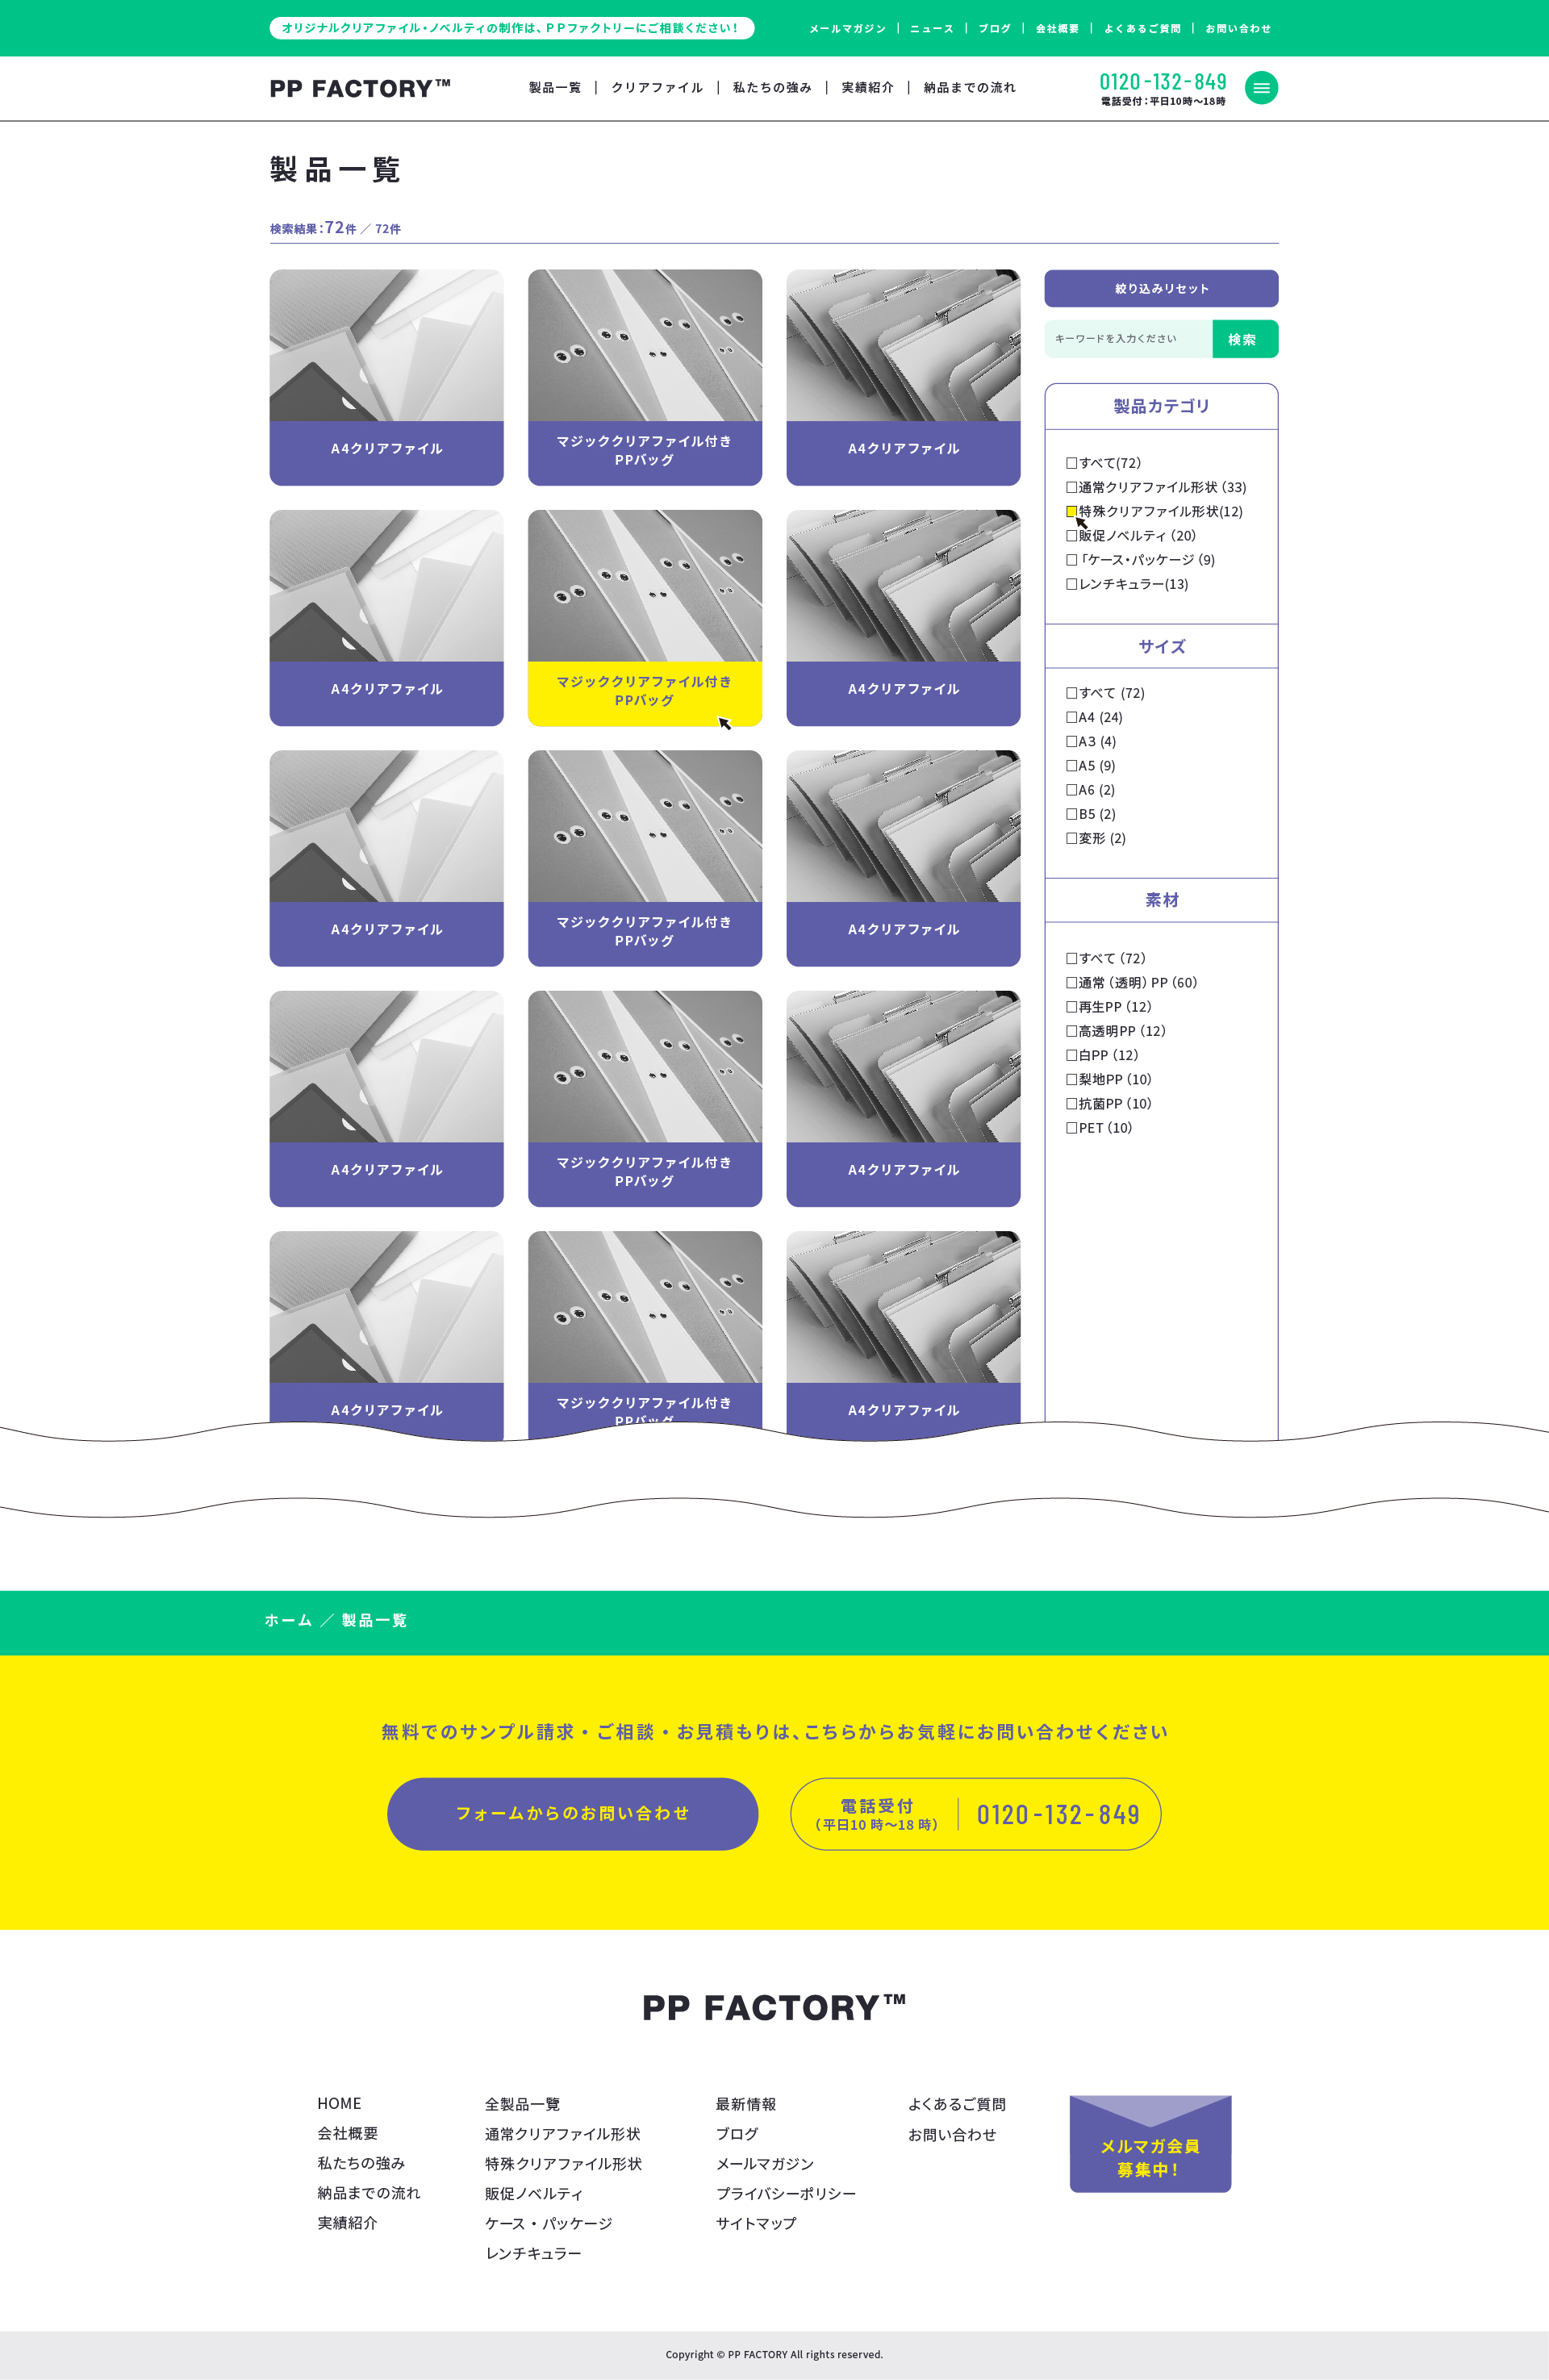 オリジナルクリアファイル・ノベルティの制作は、PPファクトリーにご相談ください！
メールマガジン | ニュース | ブログ | 会社概要 | よくあるご質問 | お問い合わせ
PP FACTORY™
製品一覧 | クリアファイル | 私たちの強み | 実績紹介 | 納品までの流れ
0120-132-849
電話受付：平日10時～18時
製品一覧
検索結果：72件 ／ 72件
A4クリアファイル
マジッククリアファイル付き
PPバッグ
A4クリアファイル
A4クリアファイル
マジッククリアファイル付き
PPバッグ
A4クリアファイル
A4クリアファイル
マジッククリアファイル付き
PPバッグ
A4クリアファイル
A4クリアファイル
マジッククリアファイル付き
PPバッグ
A4クリアファイル
A4クリアファイル
マジッククリアファイル付き
PPバッグ
A4クリアファイル
絞り込みリセット
キーワードを入力ください
検索
製品カテゴリ
□すべて(72）
□通常クリアファイル形状（33)
□特殊クリアファイル形状(12)
□販促ノベルティ（20）
□「ケース・パッケージ（9)
□レンチキュラー(13)
サイズ
□すべて (72)
□A4 (24)
□A3 (4)
□A5 (9)
□A6 (2)
□B5 (2)
□変形 (2)
素材
□すべて（72）
□通常（透明）PP（60）
□再生PP（12）
□高透明PP（12）
□白PP（12）
□梨地PP（10）
□抗菌PP（10）
□PET（10）
ホーム ／ 製品一覧
無料でのサンプル請求・ご相談・お見積もりは、こちらからお気軽にお問い合わせください
フォームからのお問い合わせ
電話受付
（平日10 時～18 時）
0120-132-849
PP FACTORY™
HOME
会社概要
私たちの強み
納品までの流れ
実績紹介
全製品一覧
通常クリアファイル形状
特殊クリアファイル形状
販促ノベルティ
ケース・パッケージ
レンチキュラー
最新情報
ブログ
メールマガジン
プライバシーポリシー
サイトマップ
よくあるご質問
お問い合わせ
メルマガ会員
募集中！
Copyright © PP FACTORY All rights reserved.